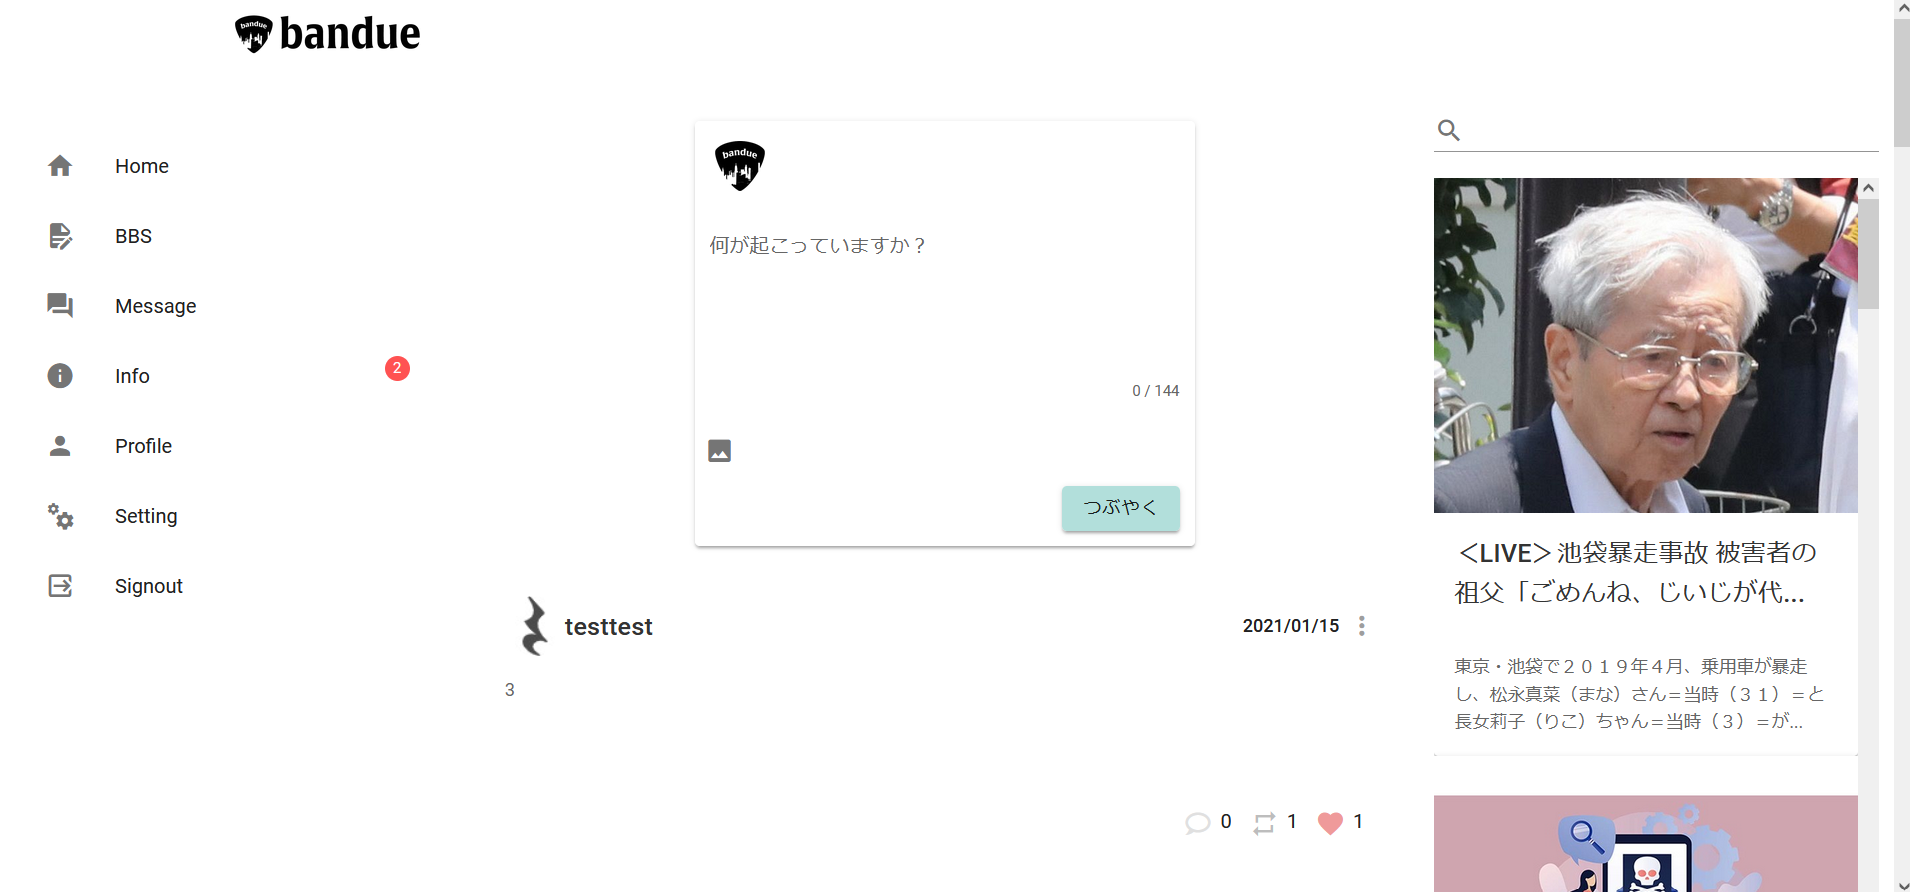 bandue
bandue
Home
BBS
Message
Info
2
Profile
Setting
Signout
bandue
何が起こっていますか？
0 / 144
つぶやく
testtest
2021/01/15
3
0
1
1
＜LIVE＞池袋暴走事故 被害者の
祖父「ごめんね、じいじが代...
東京・池袋で２０１９年４月、乗用車が暴走
し、松永真菜（まな）さん＝当時（３１）＝と
長女莉子（りこ）ちゃん＝当時（３）＝が...